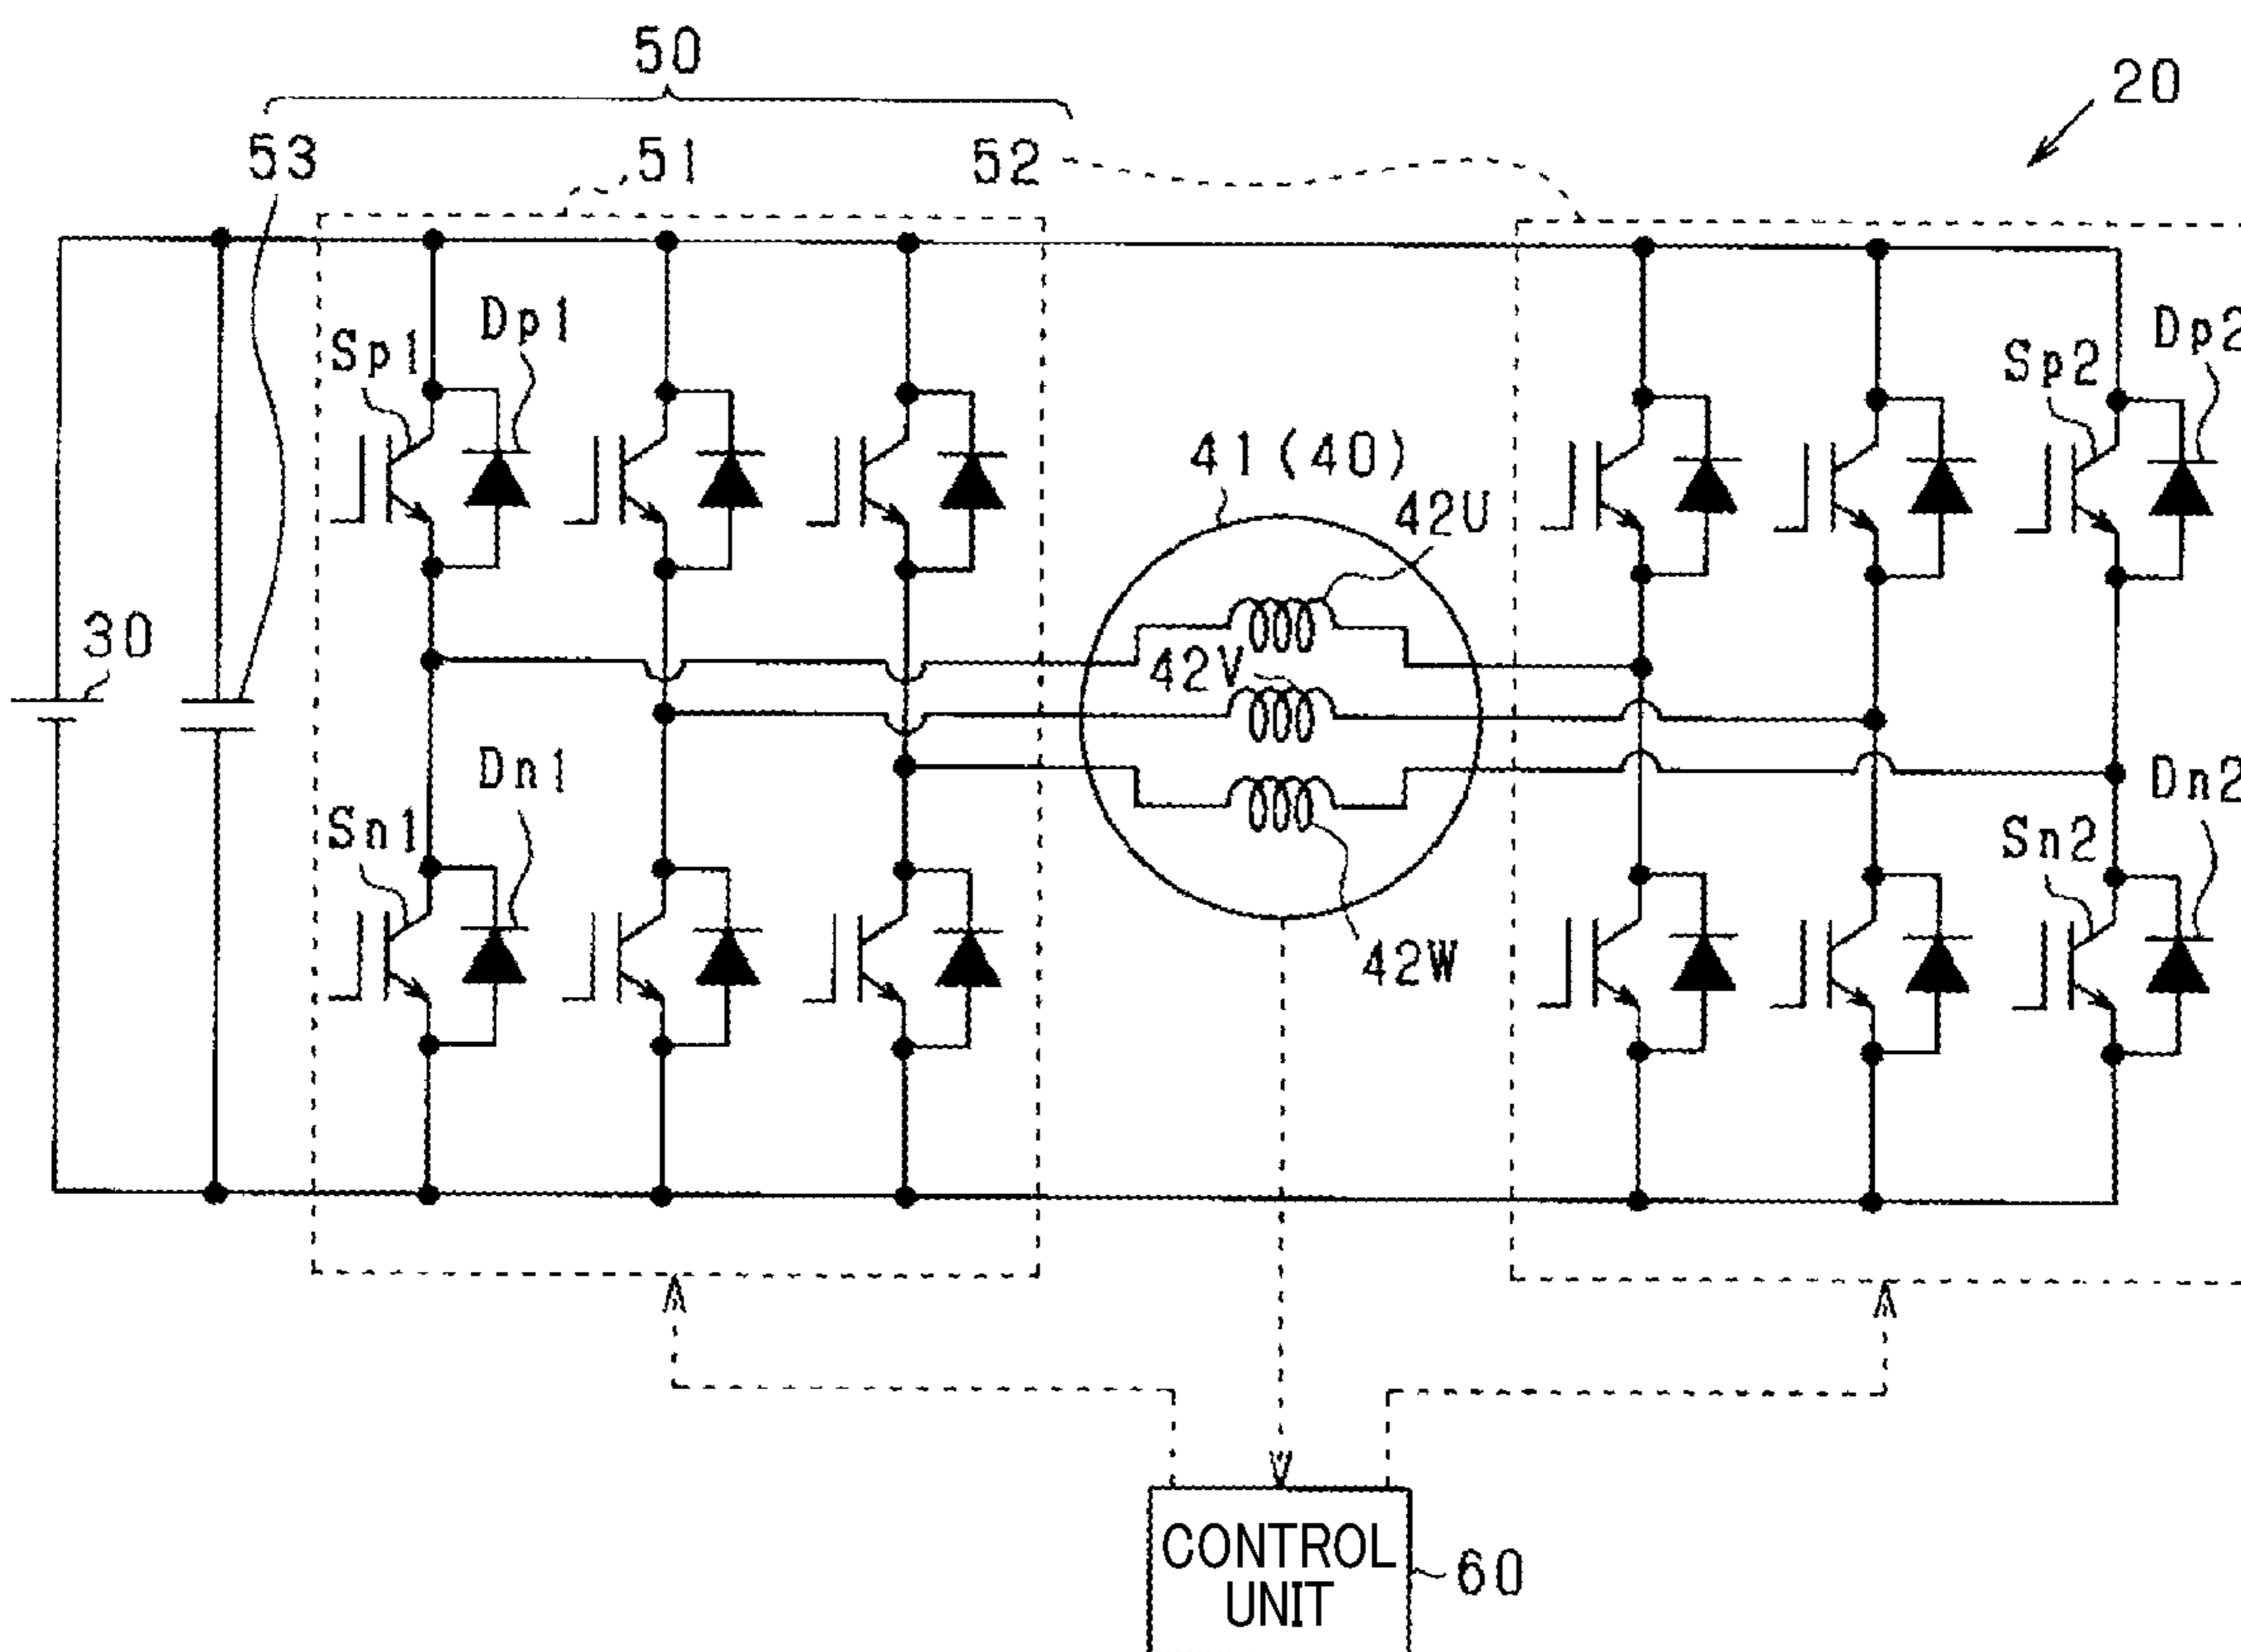 50
20
53
51
52
Dp1
Sp1
Dp2
Sp2
41(40)
42U
30
42V
Dn1
Sn1
Dn2
Sn2
42W
CONTROL
UNIT
60